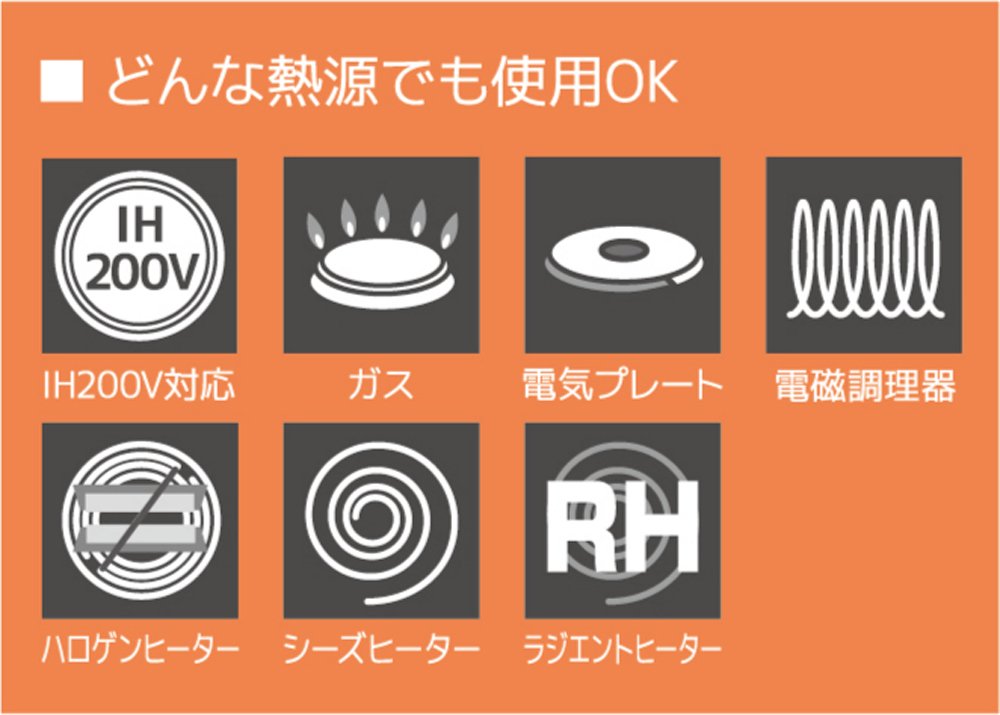 ■ どんな熱源でも使用OK
IH
200V
IH200V対応
ガス
電気プレート
電磁調理器
RH
ハロゲンヒーター
シーズヒーター
ラジエントヒーター